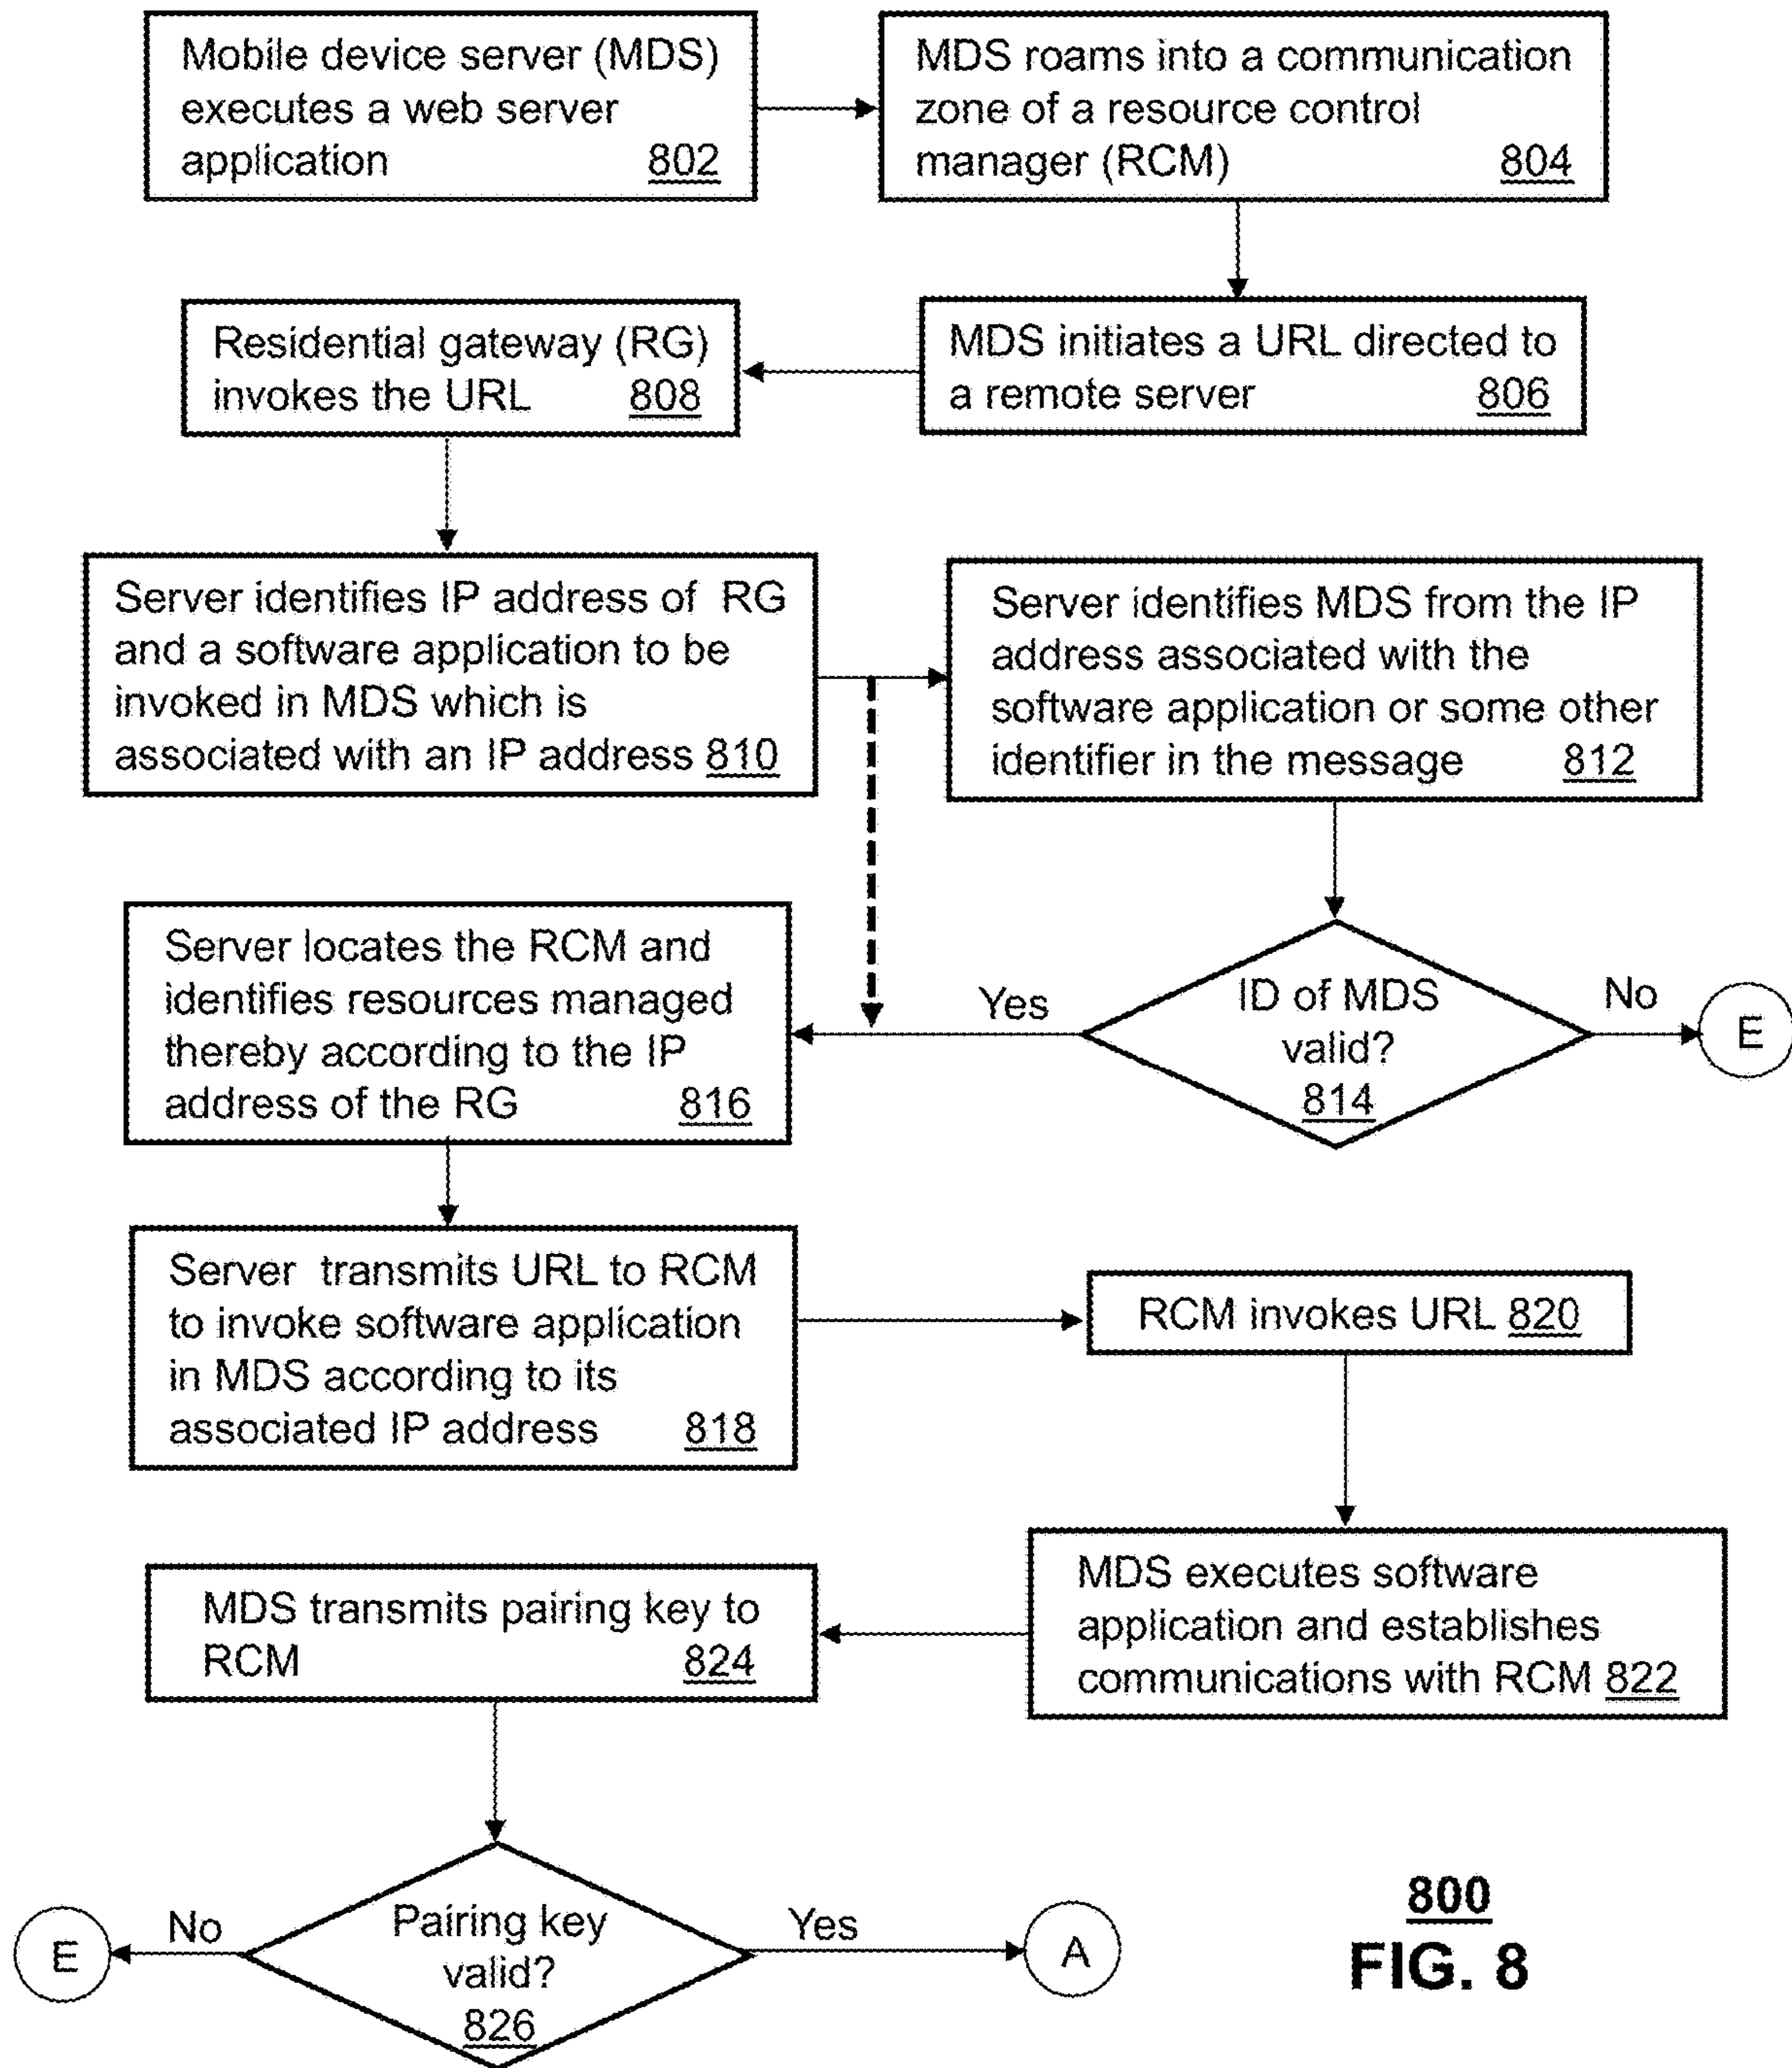 Mobile device server (MDS)
executes a web server
application 802
MDS roams into a communication
zone of a resource control
manager (RCM) 804
Residential gateway (RG)
invokes the URL 808
MDS initiates a URL directed to
a remote server 806
Server identifies IP address of RG
and a software application to be
invoked in MDS which is
associated with an IP address 810
Server identifies MDS from the IP
address associated with the
software application or some other
identifier in the message 812
Server locates the RCM and
identifies resources managed
thereby according to the IP
address of the RG 816
Yes
ID of MDS
valid?
814
No
E
Server transmits URL to RCM
to invoke software application
in MDS according to its
associated IP address 818
RCM invokes URL 820
MDS transmits pairing key to
RCM 824
MDS executes software
application and establishes
communications with RCM 822
E
No
Pairing key
valid?
826
Yes
A
800
FIG. 8